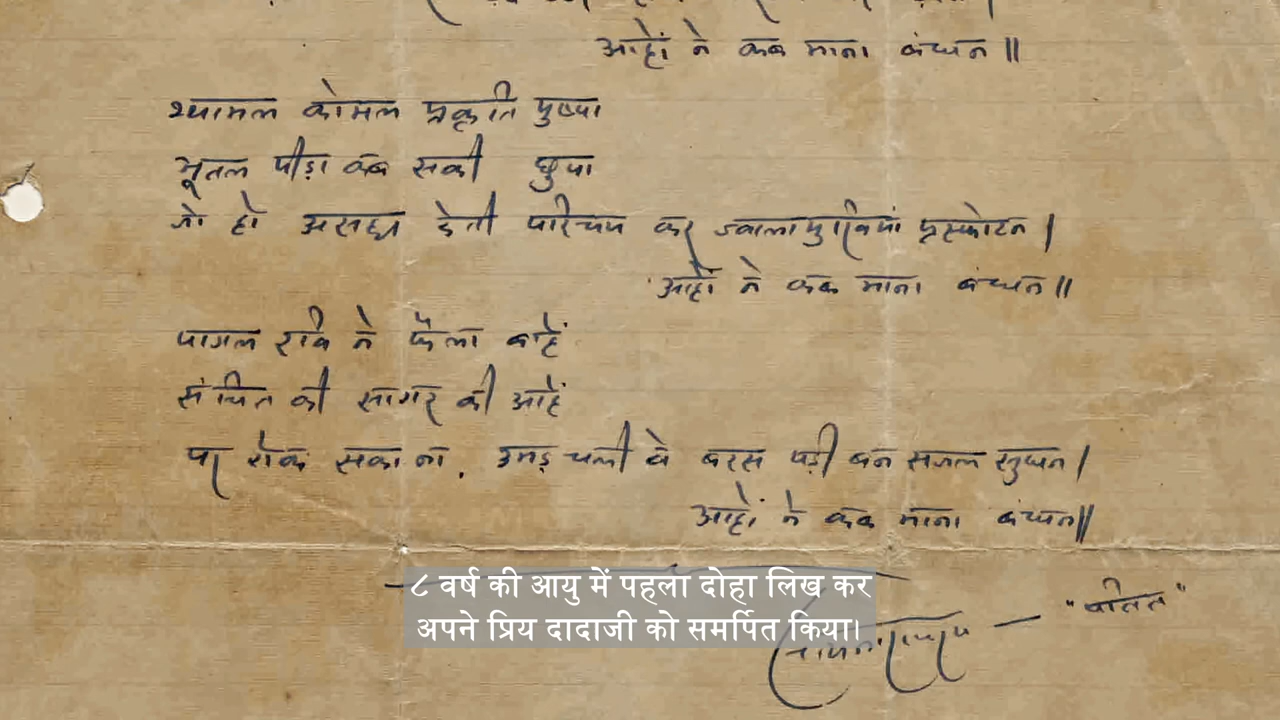 आहों ने कब माना बंधन॥
श्यामल कोमल प्रकृति पुष्पा
भूतल पीड़ा कब सकी छुपा
जो हो असह्य देती परिचय कर ज्वालामुखियां प्रस्फोटन।
आहों ने कब माना बंधन॥
पागल रवि ने फैला बाहें
संचित की सागर की आहें
पर रोक सका ना, उमड़ चली वे बरस पड़ी बन सजल सुघन।
आहों ने कब माना बंधन॥
८ वर्ष की आयु में पहला दोहा लिख कर
अपने प्रिय दादाजी को समर्पित किया।